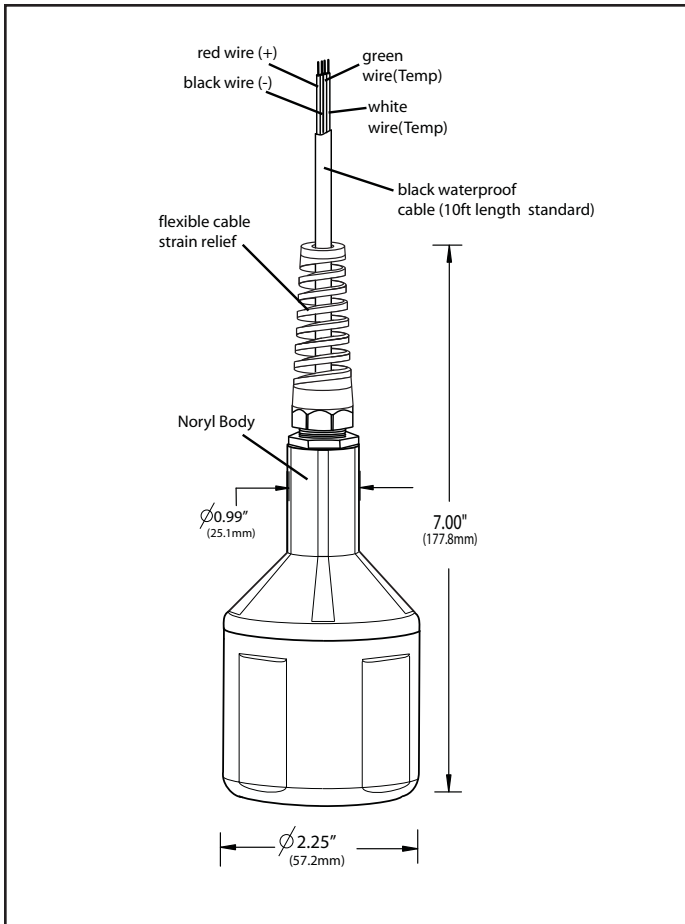 red wire (+)
green
wire(Temp)
black wire (-)
white
wire(Temp)
black waterproof
cable (10ft length standard)
flexible cable
strain relief
Noryl Body
Ø0.99"
(25.1mm)
7.00"
(177.8mm)
Ø 2.25"
(57.2mm)